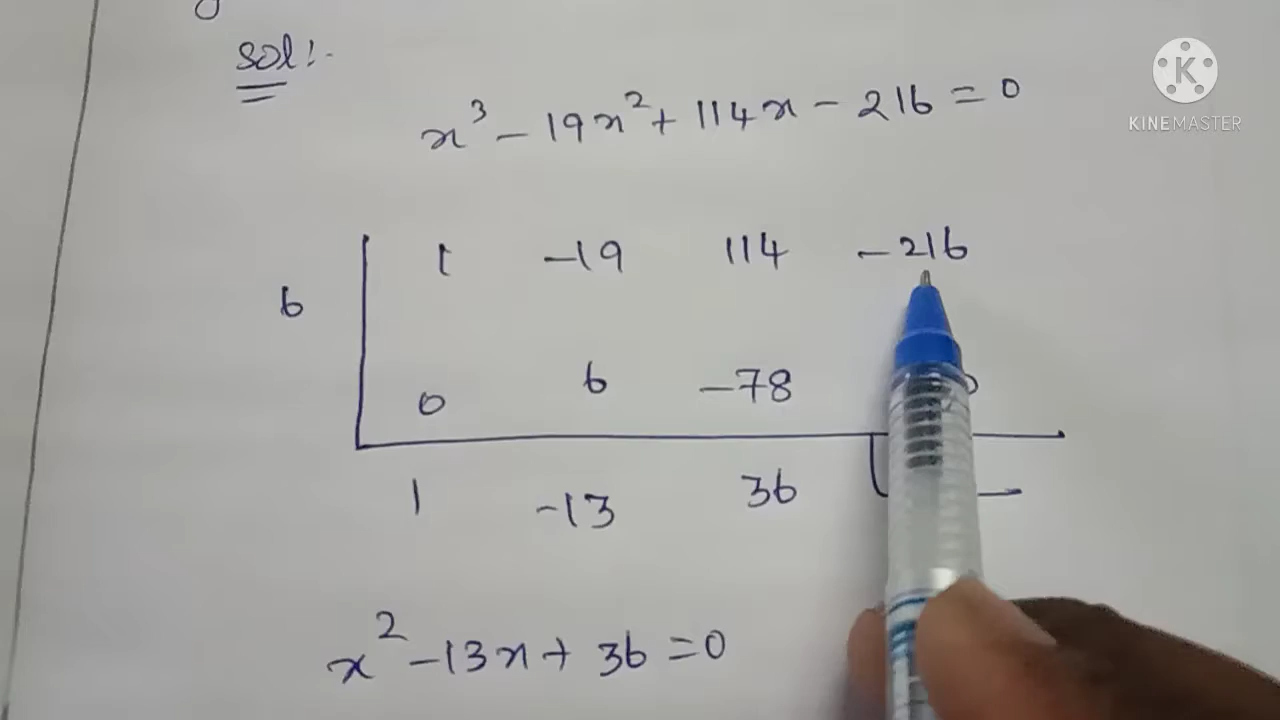 Sol:-
x³ - 19x² + 114x - 216 = 0
KINEMASTER
1 -19 114 -216
6
0 6 -78
1 -13 36
x² - 13x + 36 = 0